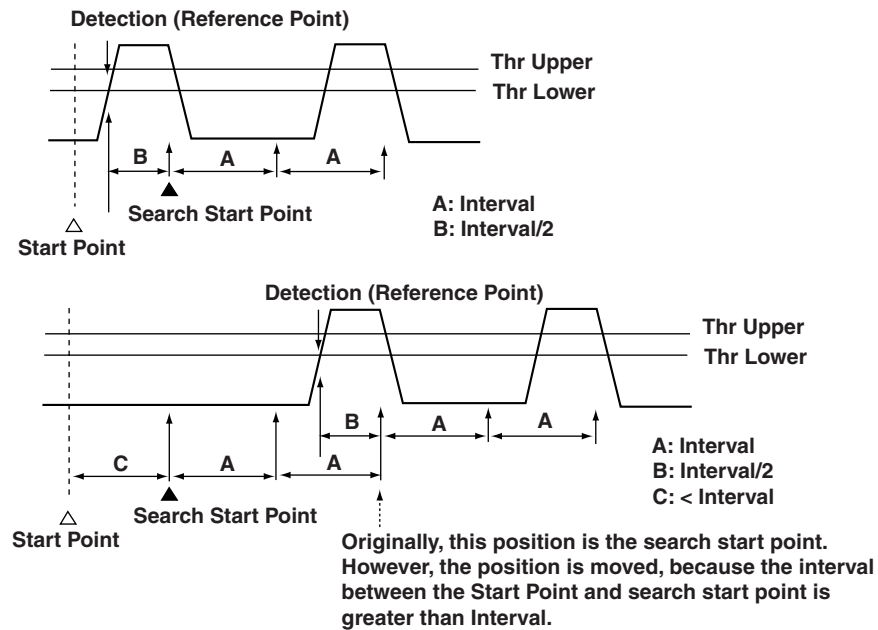 Detection (Reference Point)
Thr Upper
Thr Lower
B
A
A
Search Start Point
Start Point
A: Interval
B: Interval/2
Detection (Reference Point)
Thr Upper
Thr Lower
B
A
A
C
A
A
A: Interval
B: Interval/2
C: < Interval
Search Start Point
Start Point
Originally, this position is the search start point.
However, the position is moved, because the interval
between the Start Point and search start point is
greater than Interval.